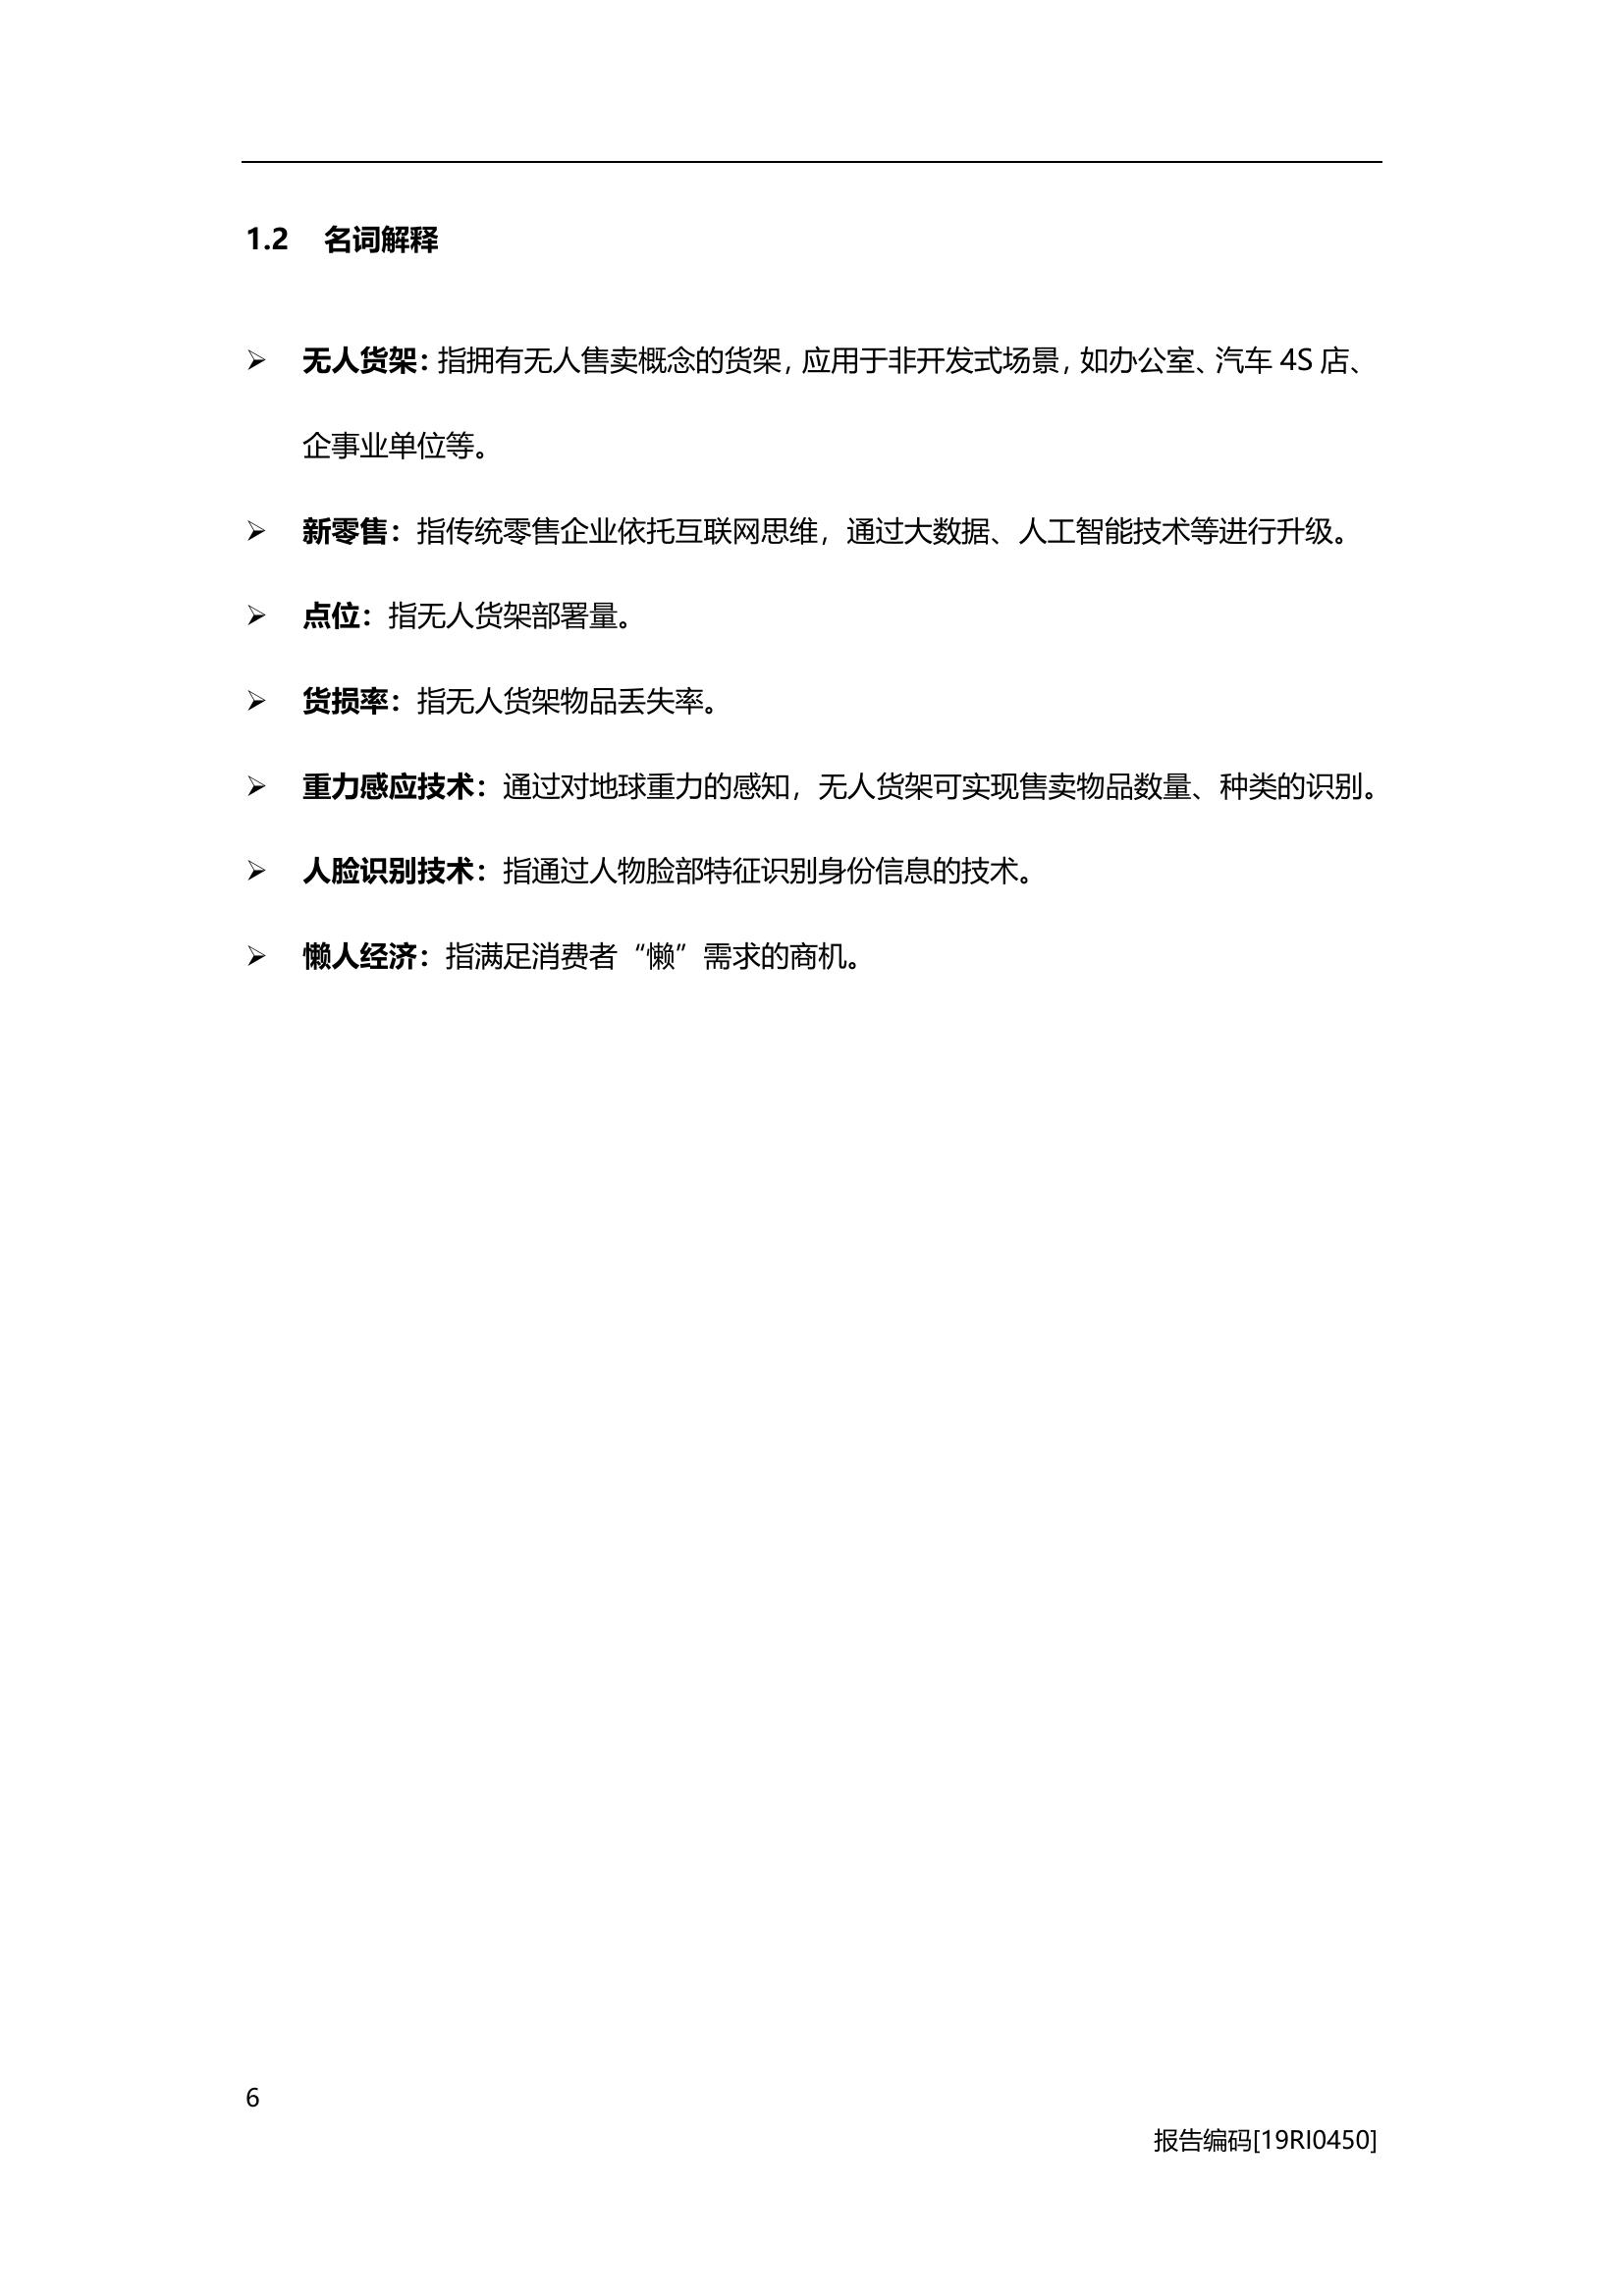 1.2 名词解释
➢ 无人货架：指拥有无人售卖概念的货架，应用于非开发式场景，如办公室、汽车 4S 店、
企事业单位等。
➢ 新零售：指传统零售企业依托互联网思维，通过大数据、人工智能技术等进行升级。
➢ 点位：指无人货架部署量。
➢ 货损率：指无人货架物品丢失率。
➢ 重力感应技术：通过对地球重力的感知，无人货架可实现售卖物品数量、种类的识别。
➢ 人脸识别技术：指通过人物脸部特征识别身份信息的技术。
➢ 懒人经济：指满足消费者“懒”需求的商机。
6
报告编码[19RI0450]